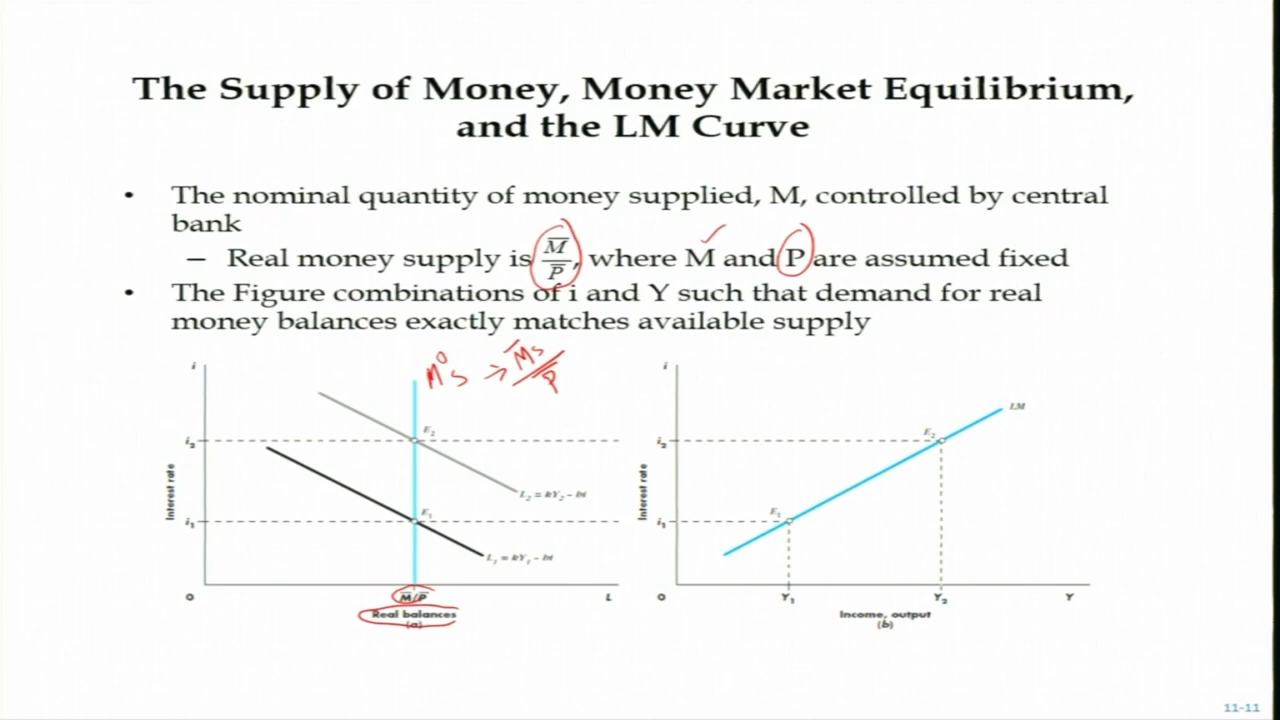 The Supply of Money, Money Market Equilibrium,
and the LM Curve
• The nominal quantity of money supplied, M, controlled by central
bank
– Real money supply is M̅/P̅, where M and P are assumed fixed
• The Figure combinations of i and Y such that demand for real
money balances exactly matches available supply
M⁰s → M̅s/P̅
i
i₂
i₁
Interest rate
E₂
E₁
L₂ = kY₂ – hi
L₁ = kY₁ – hi
O
M̅/P̅
L
Real balances
(a)
i
i₂
i₁
Interest rate
LM
E₂
E₁
O
Y₁
Y₂
Y
Income, output
(b)
11-11